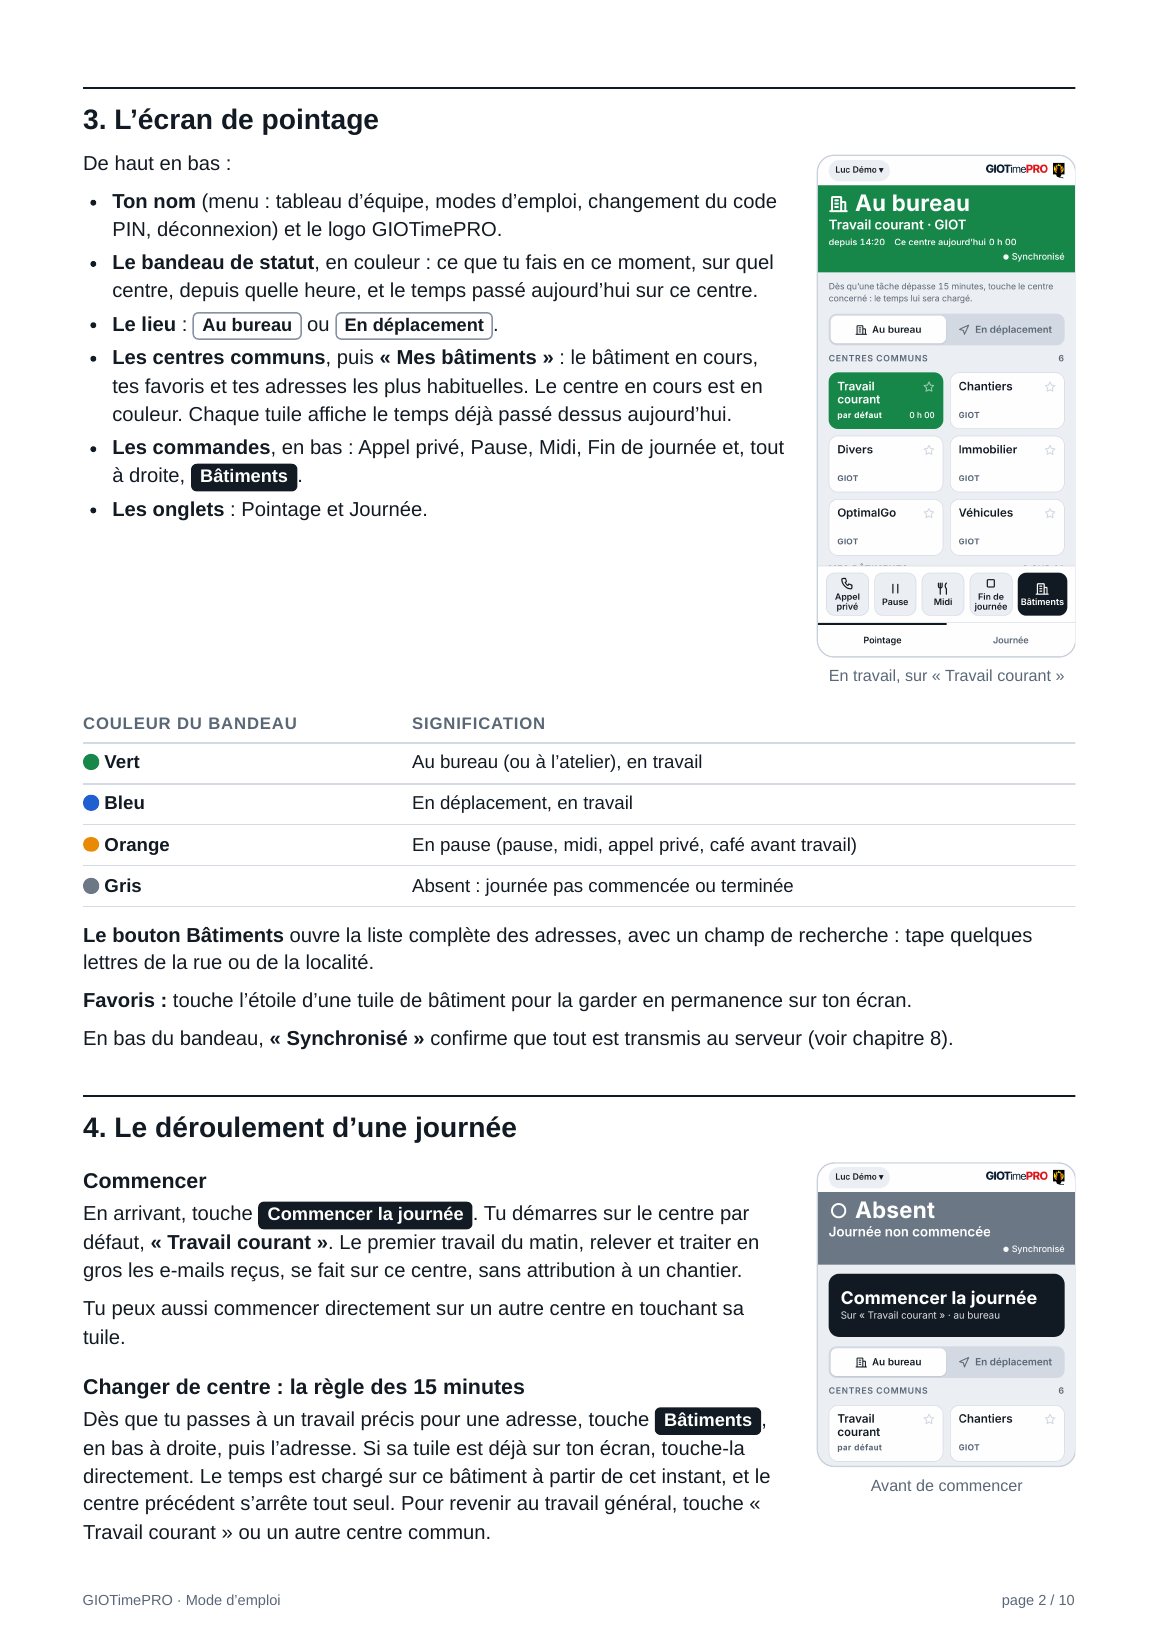 3. L’écran de pointage
De haut en bas :
• Ton nom (menu : tableau d’équipe, modes d’emploi, changement du code
PIN, déconnexion) et le logo GIOTimePRO.
• Le bandeau de statut, en couleur : ce que tu fais en ce moment, sur quel
centre, depuis quelle heure, et le temps passé aujourd’hui sur ce centre.
• Le lieu : Au bureau ou En déplacement.
• Les centres communs, puis « Mes bâtiments » : le bâtiment en cours,
tes favoris et tes adresses les plus habituelles. Le centre en cours est en
couleur. Chaque tuile affiche le temps déjà passé dessus aujourd’hui.
• Les commandes, en bas : Appel privé, Pause, Midi, Fin de journée et, tout
à droite, Bâtiments.
• Les onglets : Pointage et Journée.
Luc Démo ▾
GIOTimePRO
Au bureau
Travail courant · GIOT
depuis 14:20 Ce centre aujourd’hui 0 h 00
● Synchronisé
Dès qu’une tâche dépasse 15 minutes, touche le centre
concerné : le temps lui sera chargé.
Au bureau En déplacement
CENTRES COMMUNS 6
Travail
courant
par défaut 0 h 00
Chantiers
GIOT
Divers
GIOT
Immobilier
GIOT
OptimalGo
GIOT
Véhicules
GIOT
Appel
privé
Pause
Midi
Fin de
journée
Bâtiments
Pointage Journée
En travail, sur « Travail courant »
COULEUR DU BANDEAU SIGNIFICATION
Vert Au bureau (ou à l’atelier), en travail
Bleu En déplacement, en travail
Orange En pause (pause, midi, appel privé, café avant travail)
Gris Absent : journée pas commencée ou terminée
Le bouton Bâtiments ouvre la liste complète des adresses, avec un champ de recherche : tape quelques
lettres de la rue ou de la localité.
Favoris : touche l’étoile d’une tuile de bâtiment pour la garder en permanence sur ton écran.
En bas du bandeau, « Synchronisé » confirme que tout est transmis au serveur (voir chapitre 8).
4. Le déroulement d’une journée
Commencer
En arrivant, touche Commencer la journée. Tu démarres sur le centre par
défaut, « Travail courant ». Le premier travail du matin, relever et traiter en
gros les e-mails reçus, se fait sur ce centre, sans attribution à un chantier.
Tu peux aussi commencer directement sur un autre centre en touchant sa
tuile.
Changer de centre : la règle des 15 minutes
Dès que tu passes à un travail précis pour une adresse, touche Bâtiments,
en bas à droite, puis l’adresse. Si sa tuile est déjà sur ton écran, touche-la
directement. Le temps est chargé sur ce bâtiment à partir de cet instant, et le
centre précédent s’arrête tout seul. Pour revenir au travail général, touche «
Travail courant » ou un autre centre commun.
Luc Démo ▾
GIOTimePRO
Absent
Journée non commencée
● Synchronisé
Commencer la journée
Sur « Travail courant » · au bureau
Au bureau En déplacement
CENTRES COMMUNS 6
Travail
courant
par défaut
Chantiers
GIOT
Avant de commencer
GIOTimePRO · Mode d’emploi page 2 / 10